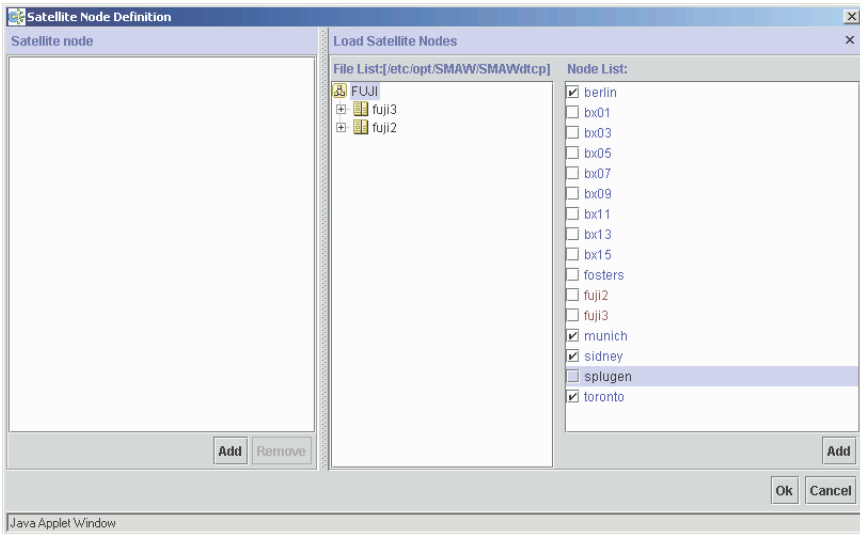 Satellite Node Definition
Satellite node
Load Satellite Nodes
File List:[/etc/opt/SMAW/SMAWdtcp]
Node List:
FUJI
fuji3
fuji2
berlin
bx01
bx03
bx05
bx07
bx09
bx11
bx13
bx15
fosters
fuji2
fuji3
munich
sidney
splugen
toronto
Add
Remove
Add
Ok
Cancel
Java Applet Window